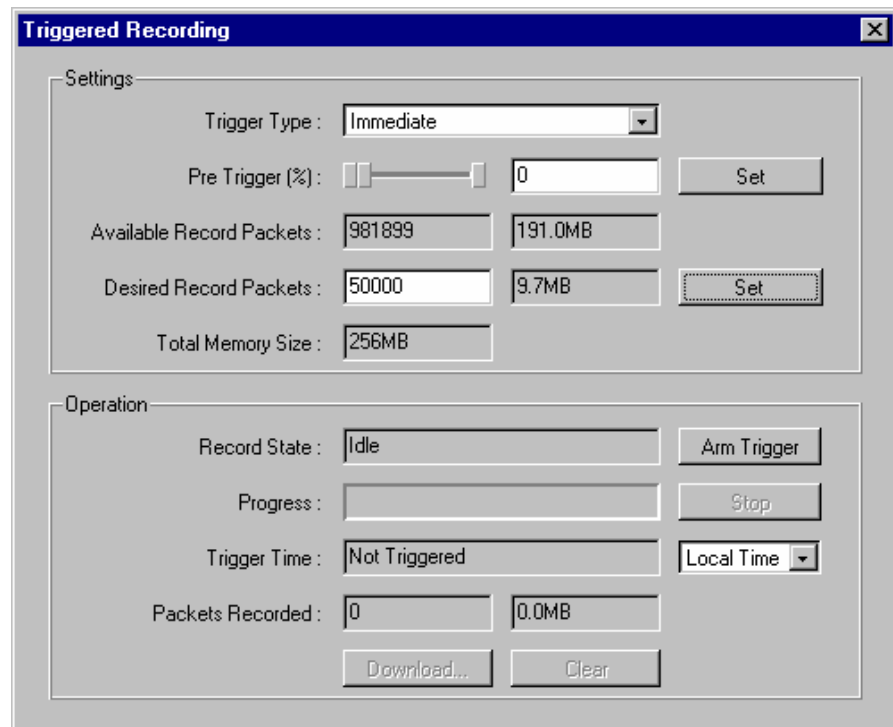 Triggered Recording
Settings
Trigger Type : Immediate
Pre Trigger (%) : 0 Set
Available Record Packets : 981899 191.0MB
Desired Record Packets : 50000 9.7MB Set
Total Memory Size : 256MB
Operation
Record State : Idle Arm Trigger
Progress : Stop
Trigger Time : Not Triggered Local Time
Packets Recorded : 0 0.0MB
Download... Clear